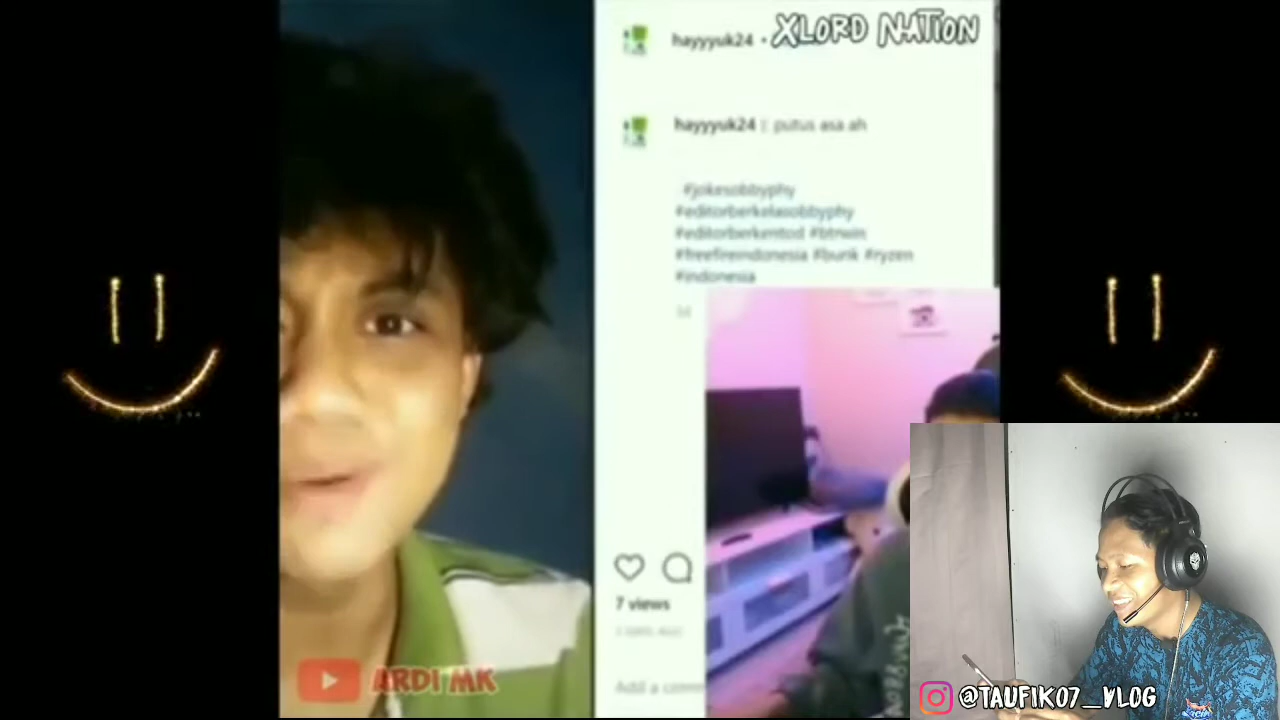 XLORD NATION
hayyyuk24 •
hayyyuk24 : putus asa ah
#jokesobbyphy
#editorberkelasobbyphy
#editorberkentod #btrwin
#freefireindonesia #bunk #ryzen
#indonesia
7 views
Add a comm
ARDI MK
@TAUFIK07_VLOG